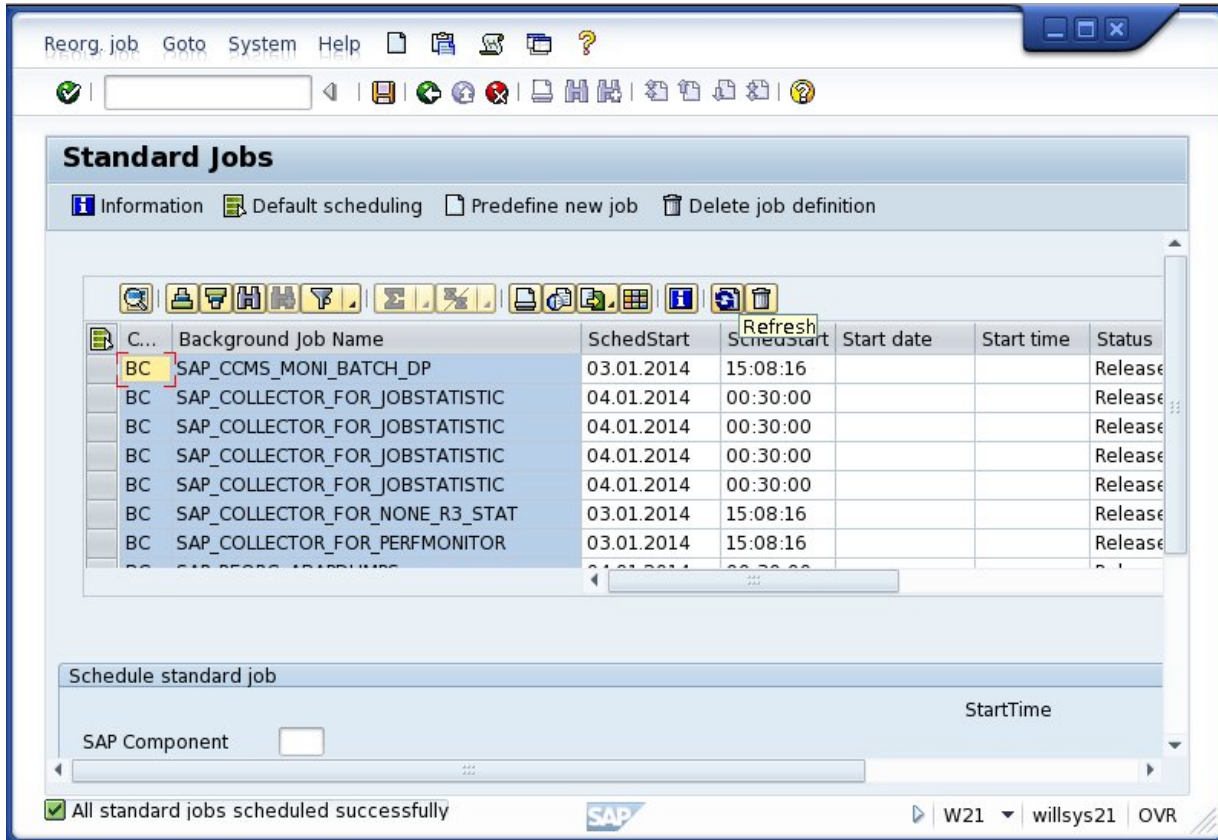 Reorg. job Goto System Help
Standard Jobs
Information Default scheduling Predefine new job Delete job definition
Refresh
C... Background Job Name SchedStart SchedStart Start date Start time Status
BC SAP_CCMS_MONI_BATCH_DP 03.01.2014 15:08:16 Release
BC SAP_COLLECTOR_FOR_JOBSTATISTIC 04.01.2014 00:30:00 Release
BC SAP_COLLECTOR_FOR_JOBSTATISTIC 04.01.2014 00:30:00 Release
BC SAP_COLLECTOR_FOR_JOBSTATISTIC 04.01.2014 00:30:00 Release
BC SAP_COLLECTOR_FOR_JOBSTATISTIC 04.01.2014 00:30:00 Release
BC SAP_COLLECTOR_FOR_NONE_R3_STAT 03.01.2014 15:08:16 Release
BC SAP_COLLECTOR_FOR_PERFMONITOR 03.01.2014 15:08:16 Release
Schedule standard job
StartTime
SAP Component
All standard jobs scheduled successfully SAP W21 willsys21 OVR